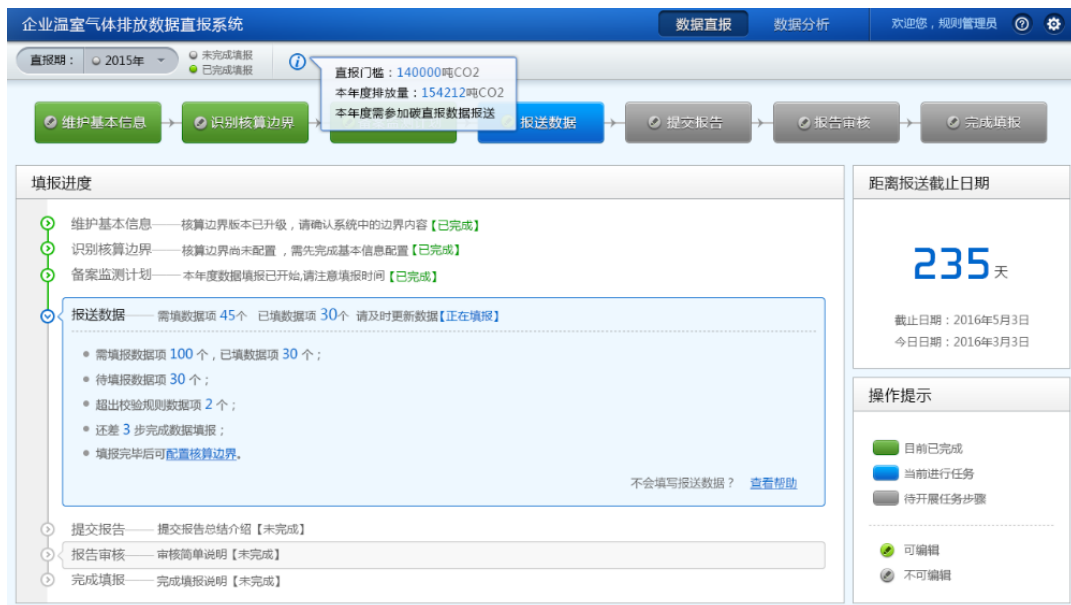 企业温室气体排放数据直报系统
数据直报 数据分析 欢迎您，规则管理员
直报期： 2015年 未完成填报
已完成填报
直报门槛：140000吨CO2
本年度排放量：154212吨CO2
本年度需参加碳直报数据报送
维护基本信息 识别核算边界 报送数据 提交报告 报告审核 完成填报
填报进度
维护基本信息——核算边界版本已升级，请确认系统中的边界内容【已完成】
识别核算边界——核算边界尚未配置 ，需先完成基本信息配置【已完成】
备案监测计划——本年度数据填报已开始,请注意填报时间【已完成】
报送数据——需填数据项 45个 已填数据项 30个 请及时更新数据【正在填报】
需填报数据项 100 个，已填数据项 30 个；
待填报数据项 30 个；
超出校验规则数据项 2 个；
还差 3 步完成数据填报；
填报完毕后可配置核算边界。
不会填写报送数据？ 查看帮助
提交报告——提交报告总结介绍【未完成】
报告审核——审核简单说明【未完成】
完成填报——完成填报说明【未完成】
距离报送截止日期
235 天
截止日期：2016年5月3日
今日日期：2016年3月3日
操作提示
目前已完成
当前进行任务
待开展任务步骤
可编辑
不可编辑